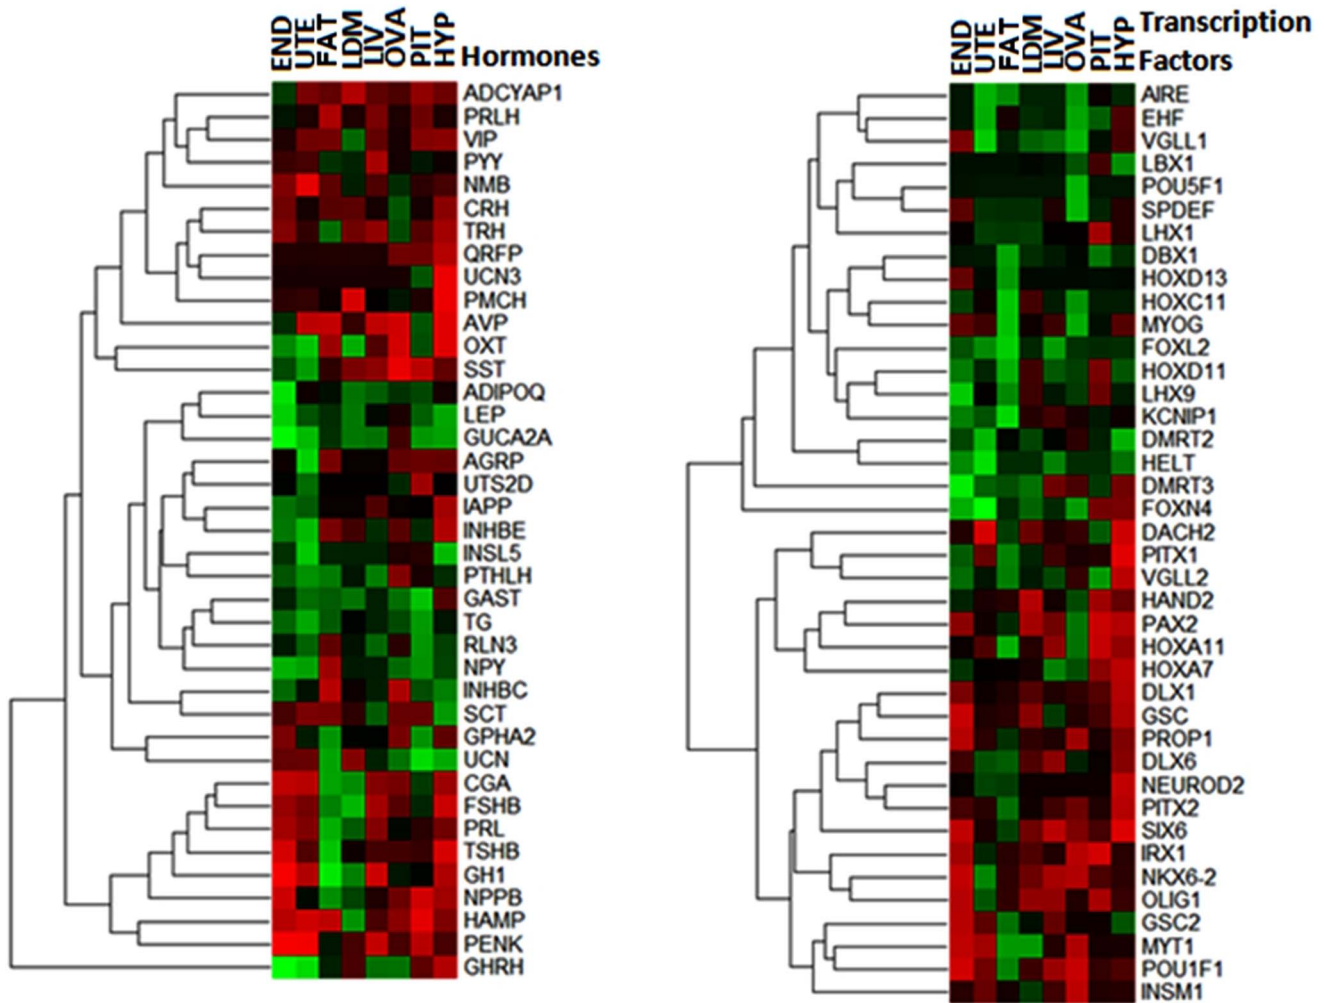 END UTE FAT LDM LIV OVA PIT HYP Hormones
ADCYAP1
PRLH
VIP
PYY
NMB
CRH
TRH
QRFP
UCN3
PMCH
AVP
OXT
SST
ADIPOQ
LEP
GUCA2A
AGRP
UTS2D
IAPP
INHBE
INSL5
PTHLH
GAST
TG
RLN3
NPY
INHBC
SCT
GPHA2
UCN
CGA
FSHB
PRL
TSHB
GH1
NPPB
HAMP
PENK
GHRH
END UTE FAT LDM LIV OVA PIT HYP
Transcription
Factors
AIRE
EHF
VGLL1
LBX1
POU5F1
SPDEF
LHX1
DBX1
HOXD13
HOXC11
MYOG
FOXL2
HOXD11
LHX9
KCNIP1
DMRT2
HELT
DMRT3
FOXN4
DACH2
PITX1
VGLL2
HAND2
PAX2
HOXA11
HOXA7
DLX1
GSC
PROP1
DLX6
NEUROD2
PITX2
SIX6
IRX1
NKX6-2
OLIG1
GSC2
MYT1
POU1F1
INSM1